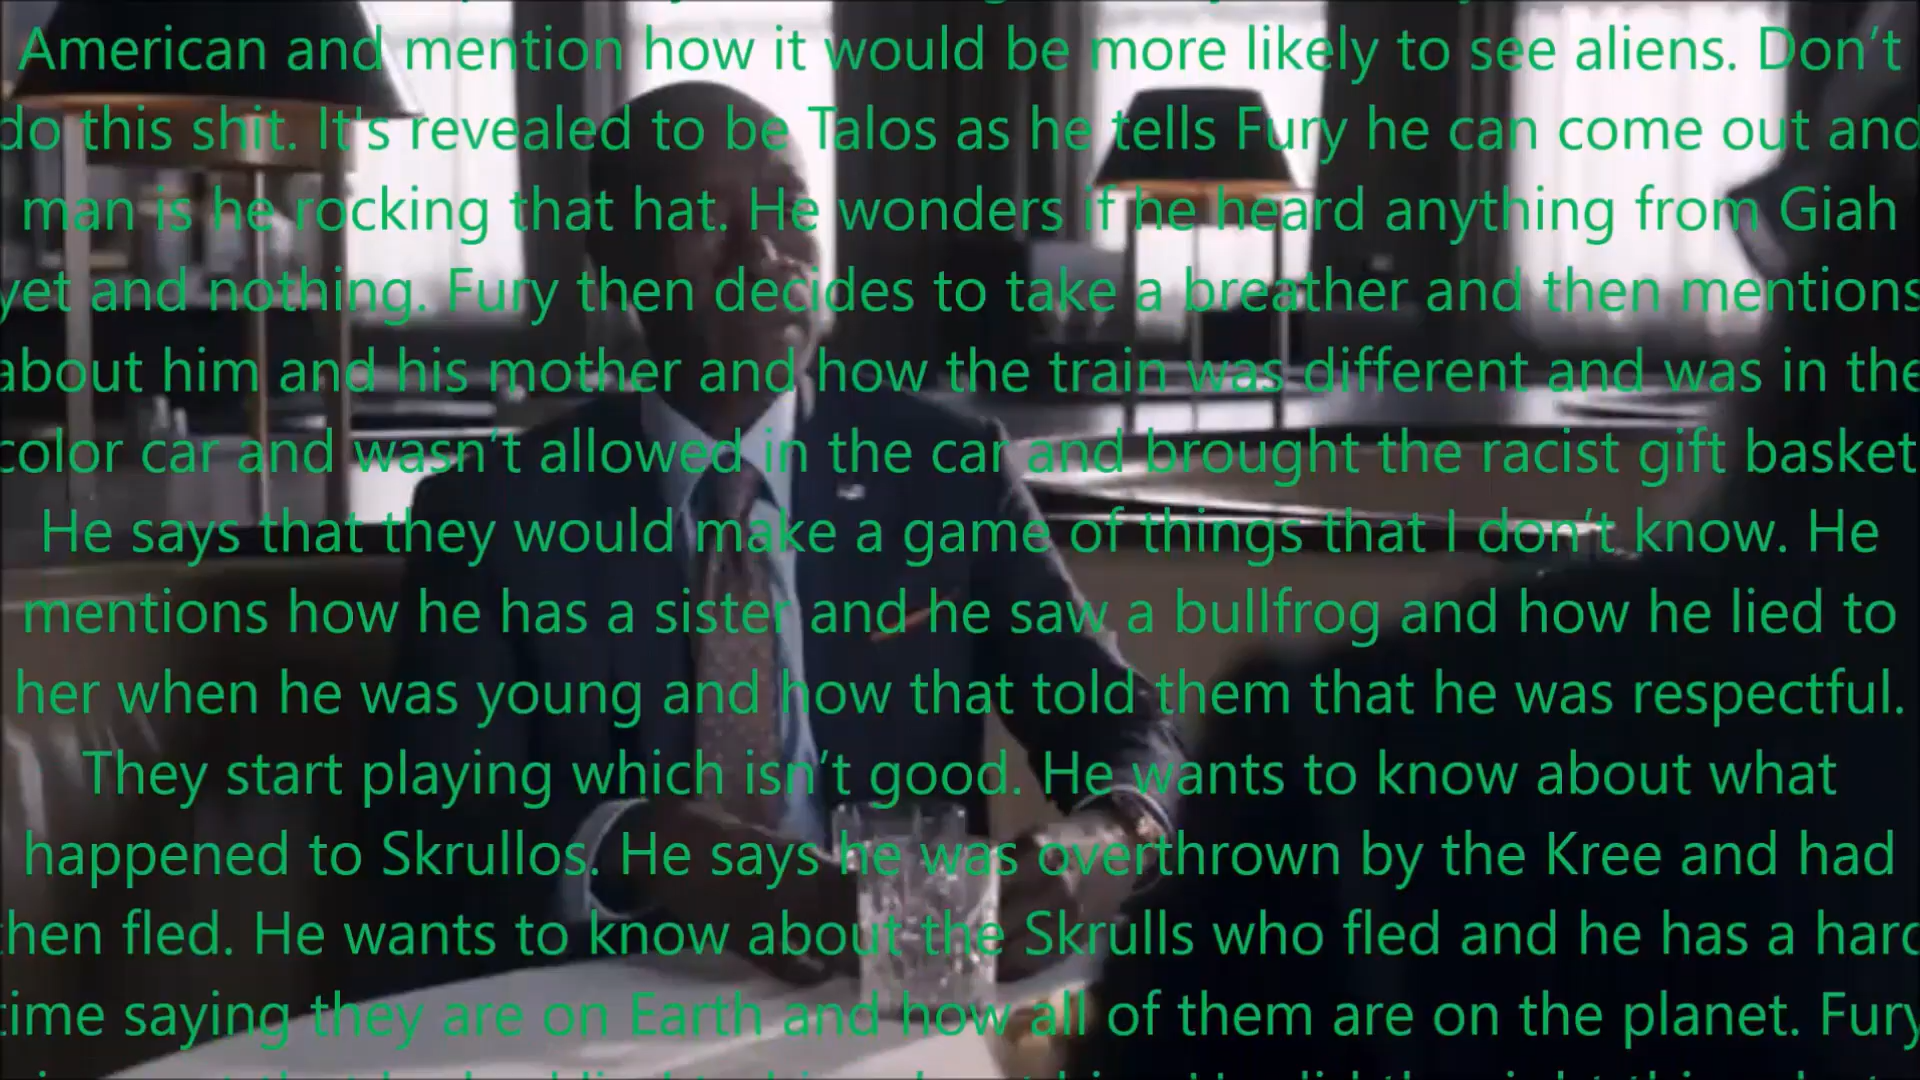 American and mention how it would be more likely to see aliens. Don’t
do this shit. It's revealed to be Talos as he tells Fury he can come out and
man is he rocking that hat. He wonders if he heard anything from Giah
yet and nothing. Fury then decides to take a breather and then mentions
about him and his mother and how the train was different and was in the
color car and wasn’t allowed in the car and brought the racist gift basket
He says that they would make a game of things that I don’t know. He
mentions how he has a sister and he saw a bullfrog and how he lied to
her when he was young and how that told them that he was respectful.
They start playing which isn’t good. He wants to know about what
happened to Skrullos. He says he was overthrown by the Kree and had
then fled. He wants to know about the Skrulls who fled and he has a hard
time saying they are on Earth and how all of them are on the planet. Fury